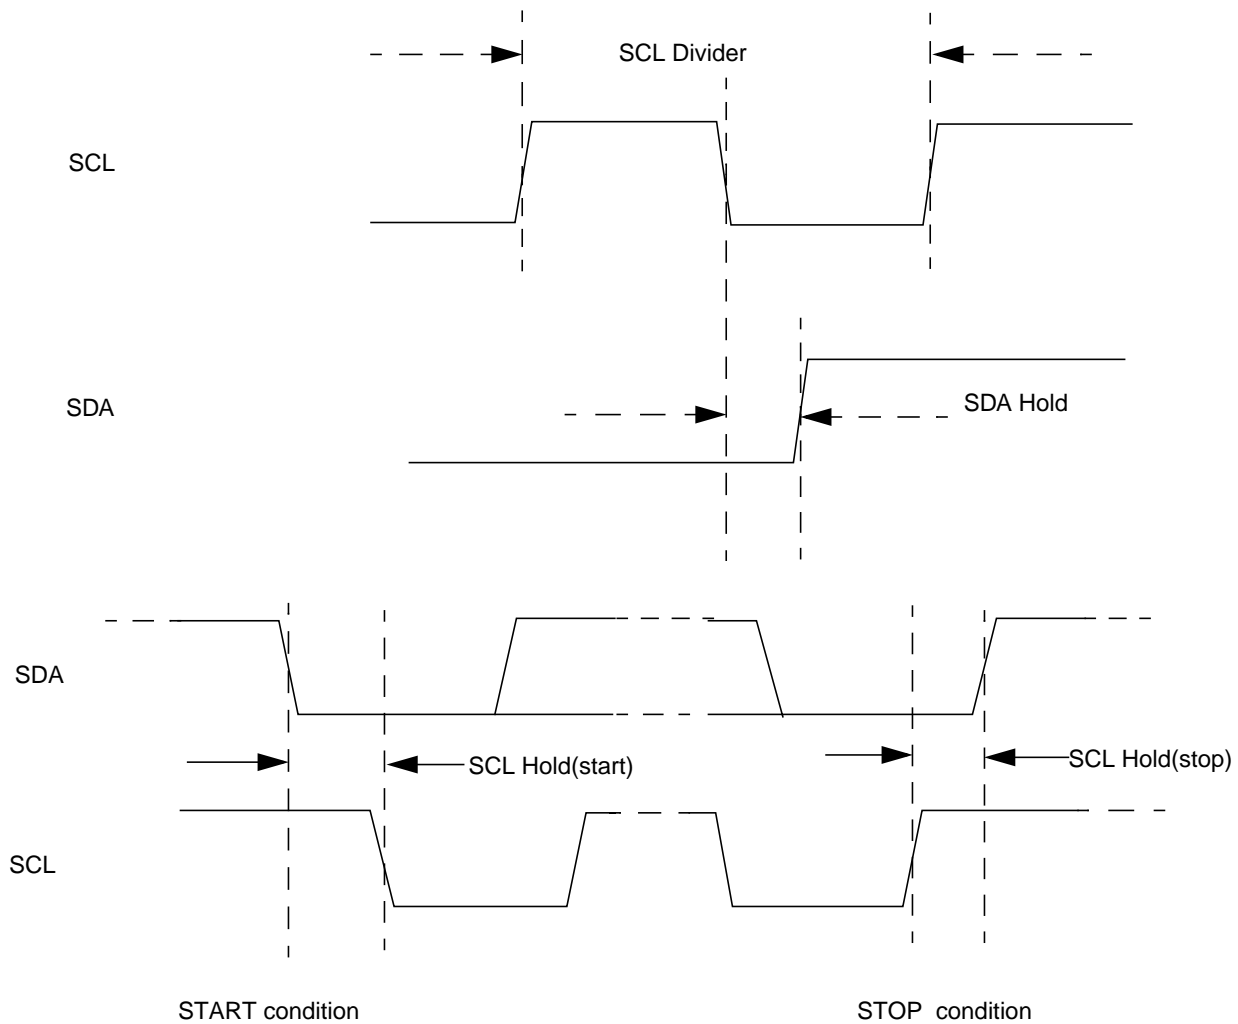 SCL Divider
SCL
SDA
SDA Hold
SDA
SCL Hold(start)
SCL Hold(stop)
SCL
START condition
STOP condition